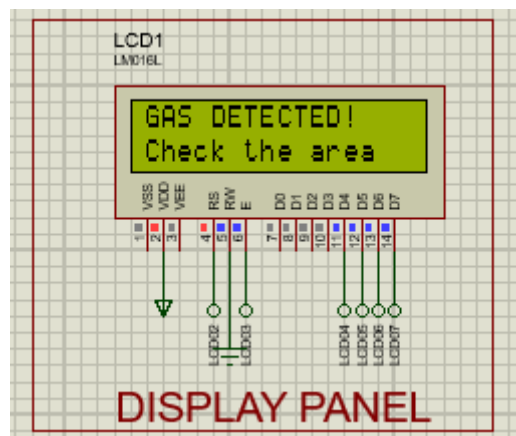 LCD1
LM016L
GAS DETECTED!
Check the area
VSS VDD VEE RS RW E D0 D1 D2 D3 D4 D5 D6 D7
1 2 3 4 5 6 7 8 9 10 11 12 13 14
LCD02 LCD03 LCD04 LCD05 LCD06 LCD07
DISPLAY PANEL